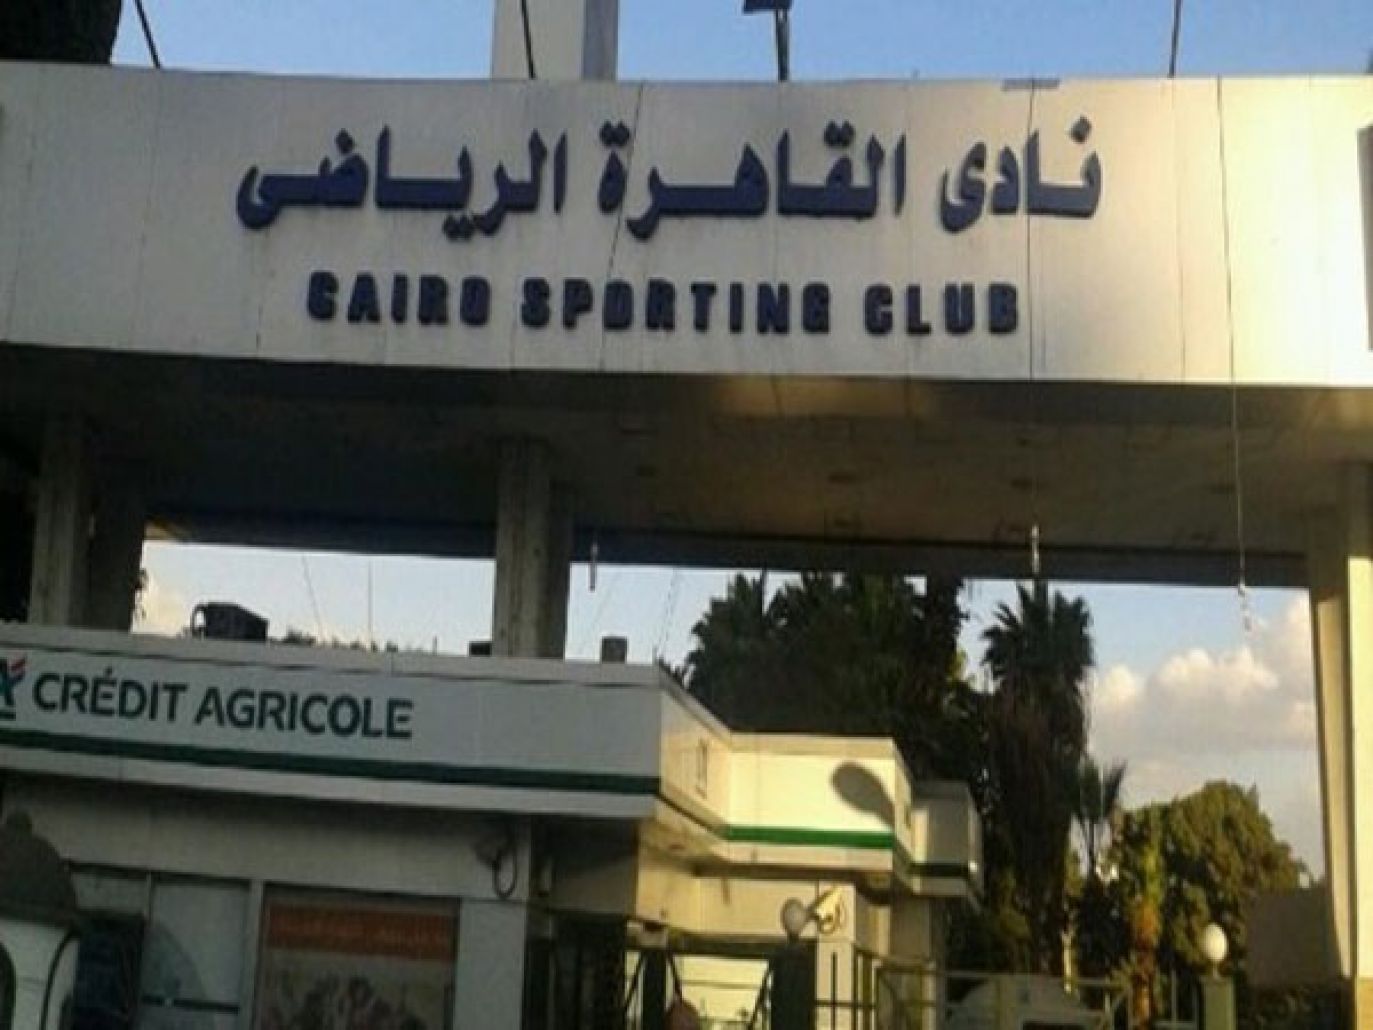 نادى القاهرة الرياضى
CAIRO SPORTING CLUB
CRÉDIT AGRICOLE